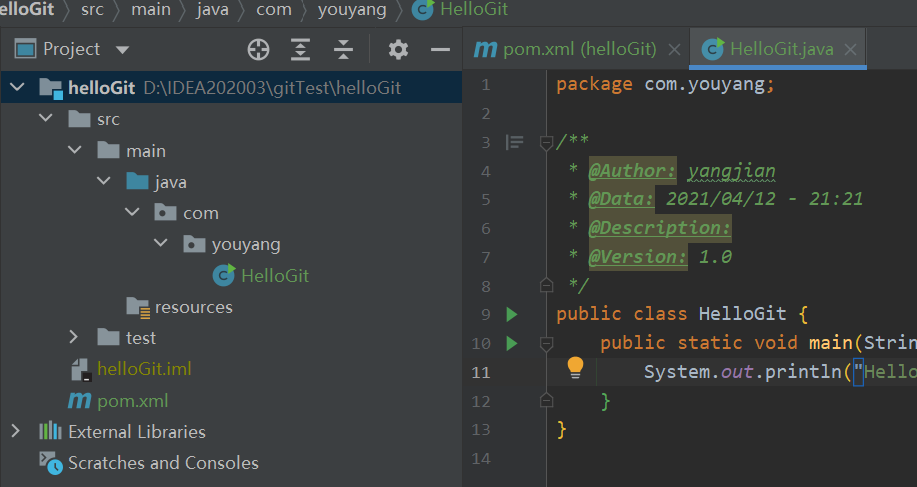 elloGit 〉 src 〉 main 〉 java 〉 com 〉 youyang 〉 HelloGit
Project
helloGit D:\IDEA202003\gitTest\helloGit
src
main
java
com
youyang
HelloGit
resources
test
helloGit.iml
pom.xml
External Libraries
Scratches and Consoles
pom.xml (helloGit) HelloGit.java
1 package com.youyang;
2
3 /**
4 * @Author: yangjian
5 * @Data: 2021/04/12 - 21:21
6 * @Description:
7 * @Version: 1.0
8 */
9 public class HelloGit {
10 public static void main(Strin
11 System.out.println("Hello
12 }
13 }
14